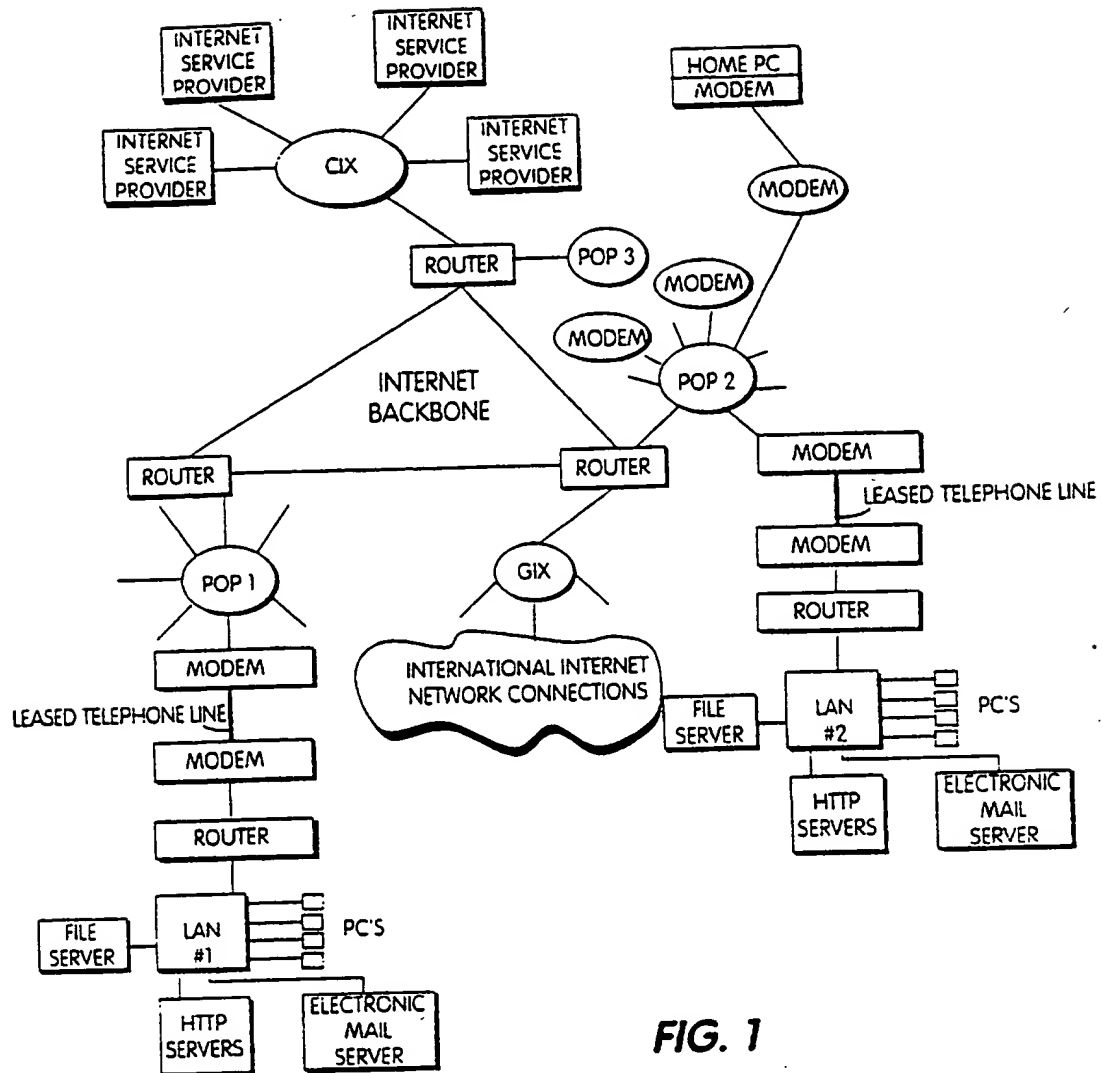 INTERNET
SERVICE
PROVIDER
INTERNET
SERVICE
PROVIDER
INTERNET
SERVICE
PROVIDER
CIX
INTERNET
SERVICE
PROVIDER
HOME PC
MODEM
MODEM
ROUTER
POP 3
MODEM
MODEM
POP 2
INTERNET
BACKBONE
ROUTER
ROUTER
MODEM
LEASED TELEPHONE LINE
MODEM
ROUTER
POP 1
GIX
INTERNATIONAL INTERNET
NETWORK CONNECTIONS
FILE
SERVER
LAN
#2
PC'S
HTTP
SERVERS
ELECTRONIC
MAIL
SERVER
MODEM
LEASED TELEPHONE LINE
MODEM
ROUTER
FILE
SERVER
LAN
#1
PC'S
HTTP
SERVERS
ELECTRONIC
MAIL
SERVER
FIG. 1